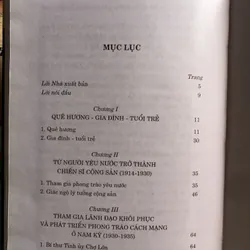 MỤC LỤC
Trang
Lời Nhà xuất bản 5
Lời nói đầu 9
Chương I
QUÊ HƯƠNG - GIA ĐÌNH - TUỔI TRẺ 11
1. Quê hương 11
2. Gia đình - tuổi trẻ 30
Chương II
TỪ NGƯỜI YÊU NƯỚC TRỞ THÀNH
CHIẾN SĨ CỘNG SẢN (1914-1930) 35
1. Tham gia phong trào yêu nước 35
2. Giác ngộ lý tưởng cộng sản 46
Chương III
THAM GIA LÃNH ĐẠO KHÔI PHỤC
VÀ PHÁT TRIỂN PHONG TRÀO CÁCH MẠNG
Ở NAM KỲ (1930-1935) 64
1. Bí thư Tỉnh ủy Chợ Lớn 64